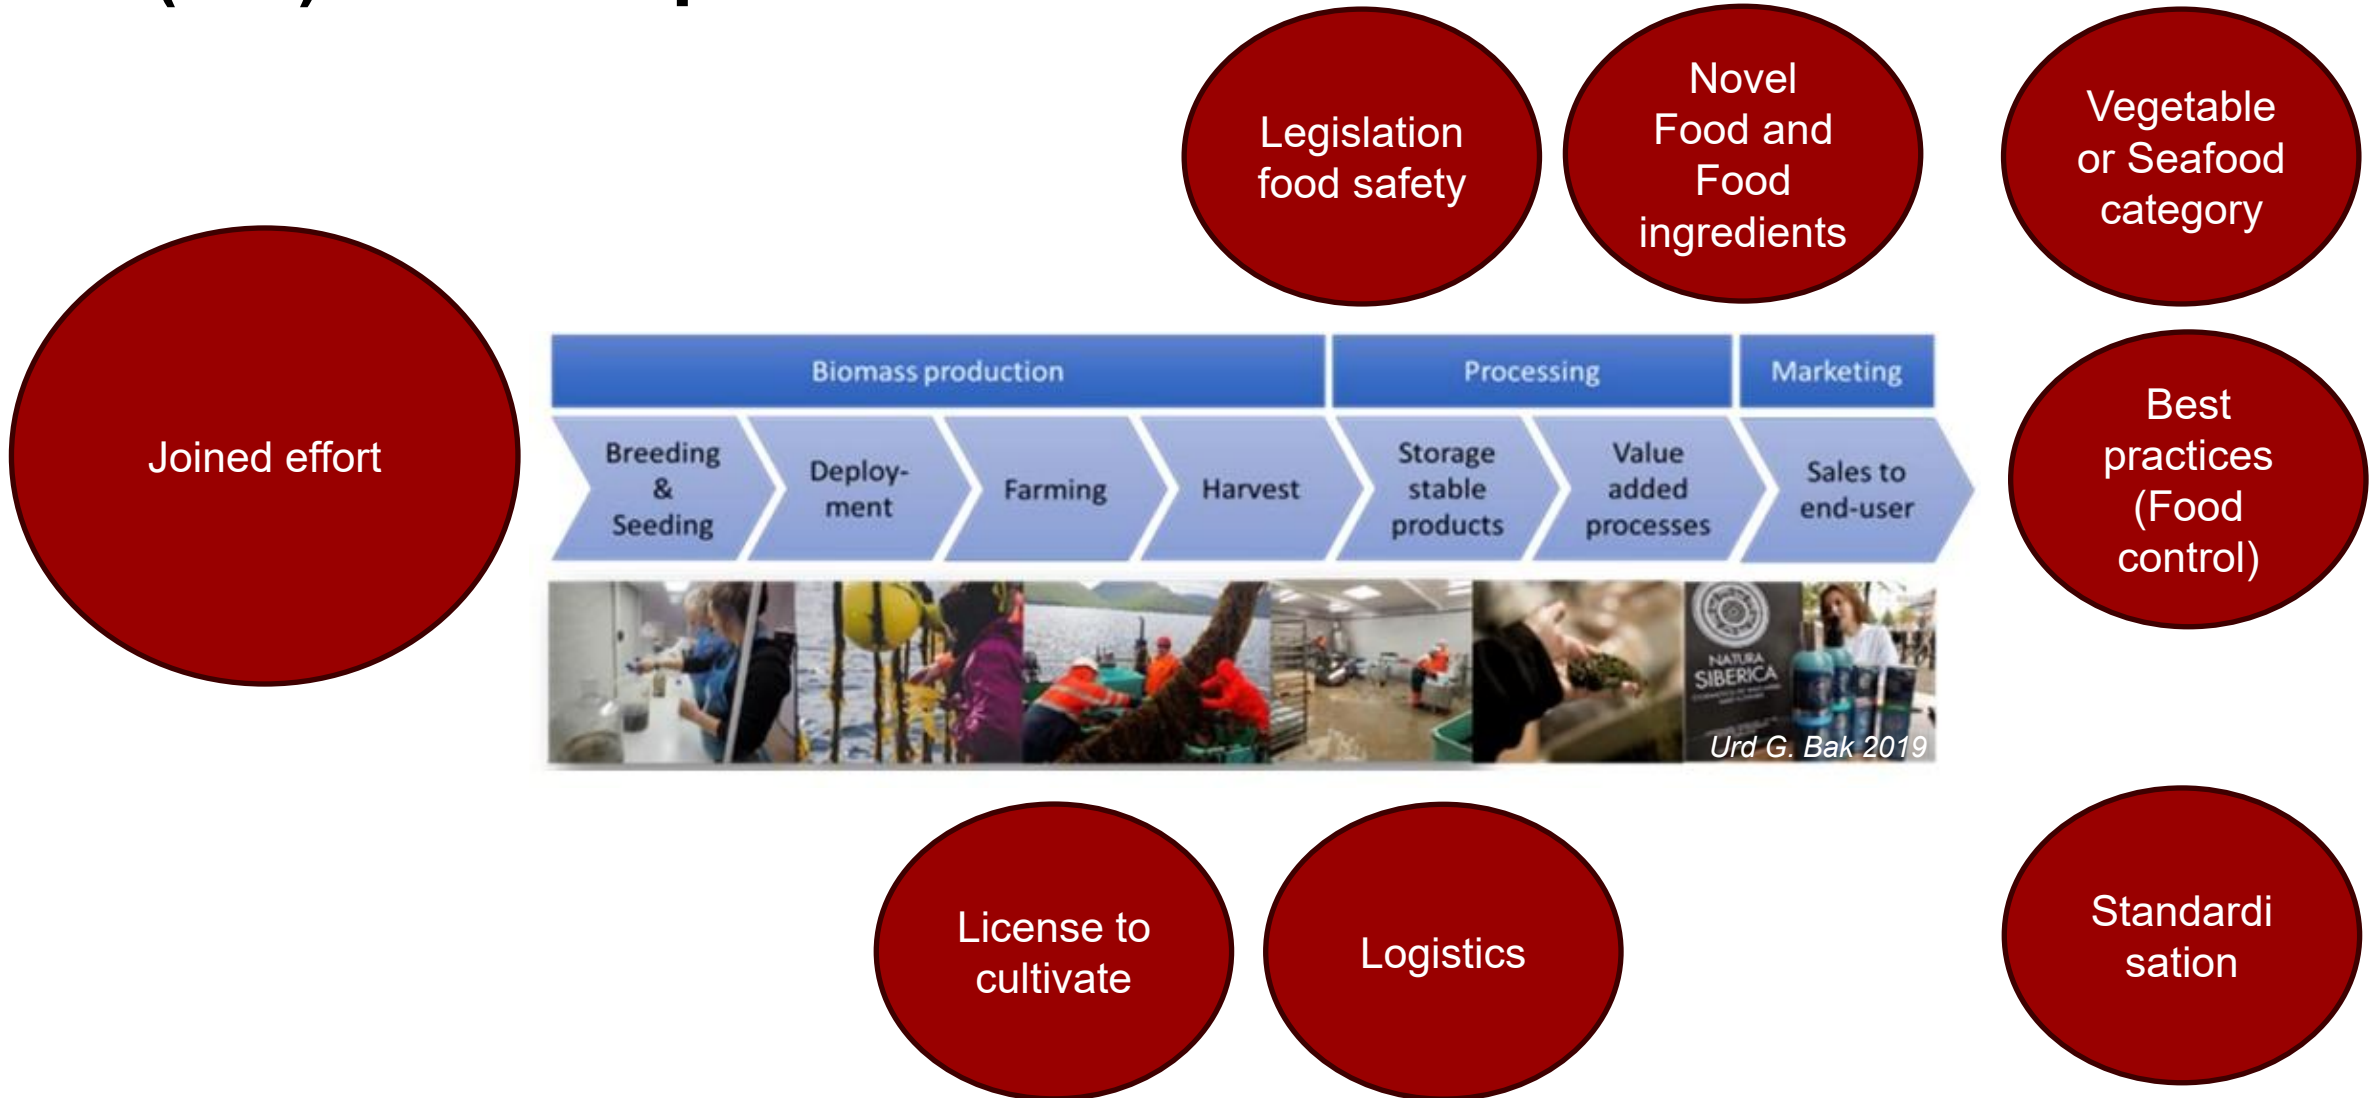 Legislation
food safety
Novel
Food and
Food
ingredients
Vegetable
or Seafood
category
Joined effort
Biomass production
Processing
Marketing
Breeding
&
Seeding
Deploy-
ment
Farming
Harvest
Storage
stable
products
Value
added
processes
Sales to
end-user
Best
practices
(Food
control)
NATURA
SIBERICA
Urd G. Bak 2019
License to
cultivate
Logistics
Standardi
sation